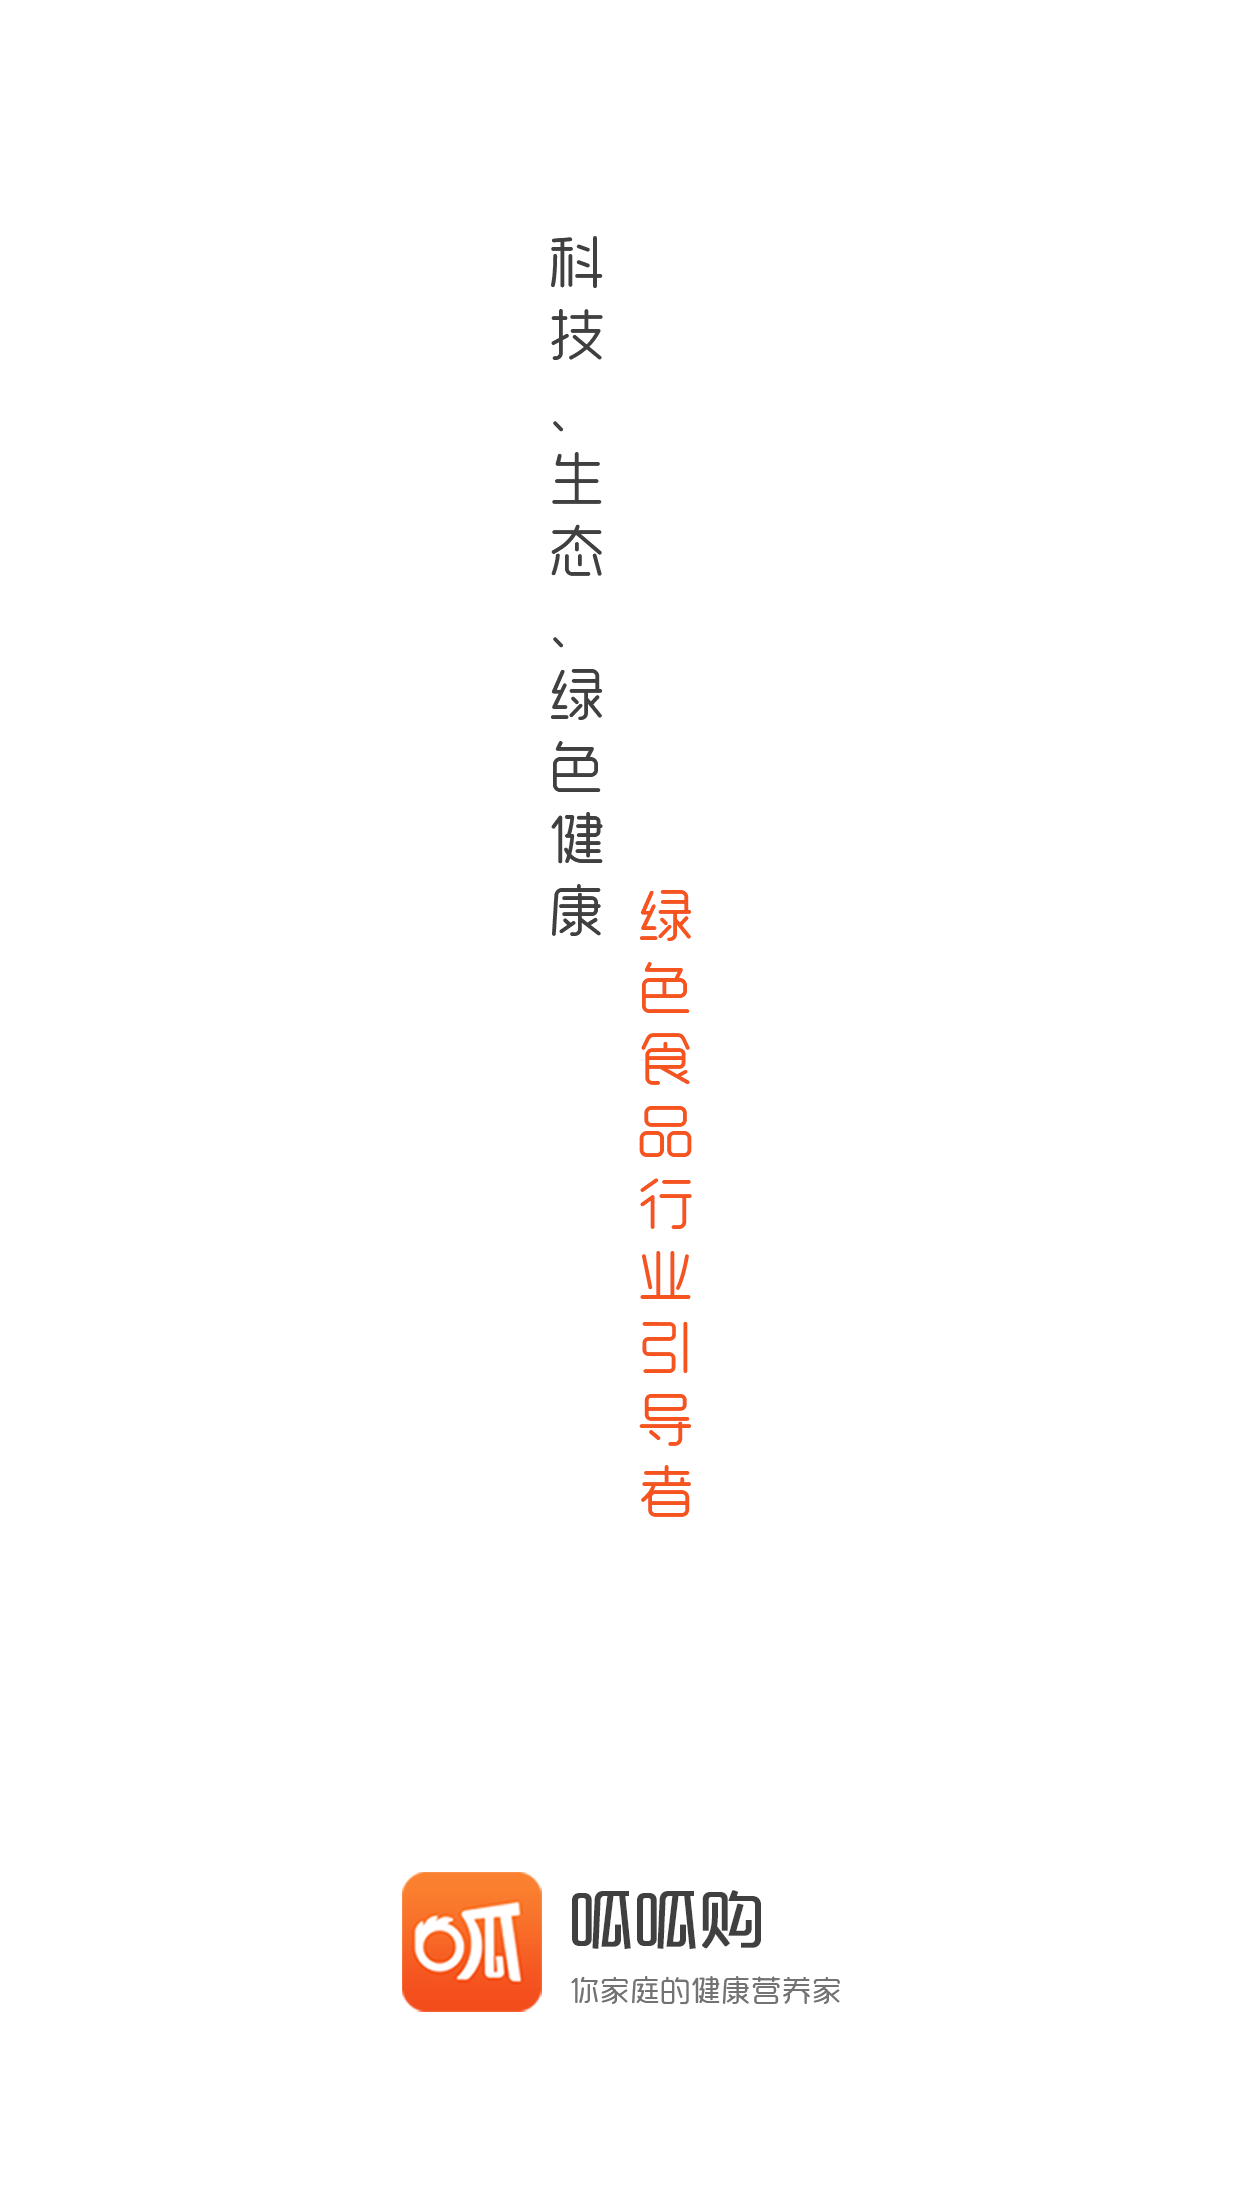 科技、生态、绿色健康
绿色食品行业引导者
呱
呱呱购
你家庭的健康营养家